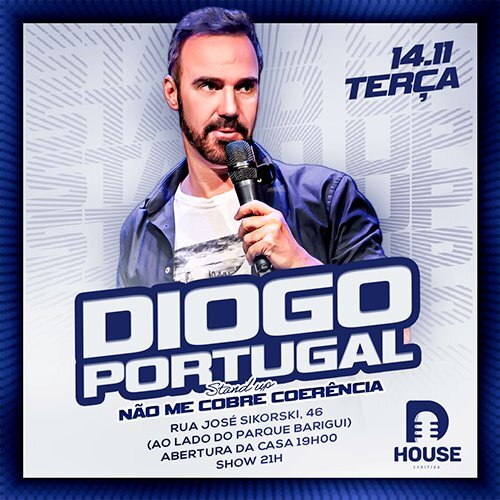 14.11
TERÇA
DIOGO
PORTUGAL
Stand up
NÃO ME COBRE COERÊNCIA
RUA JOSÉ SIKORSKI, 46
(AO LADO DO PARQUE BARIGUI)
ABERTURA DA CASA 19H00
SHOW 21H
D
HOUSE
CURITIBA